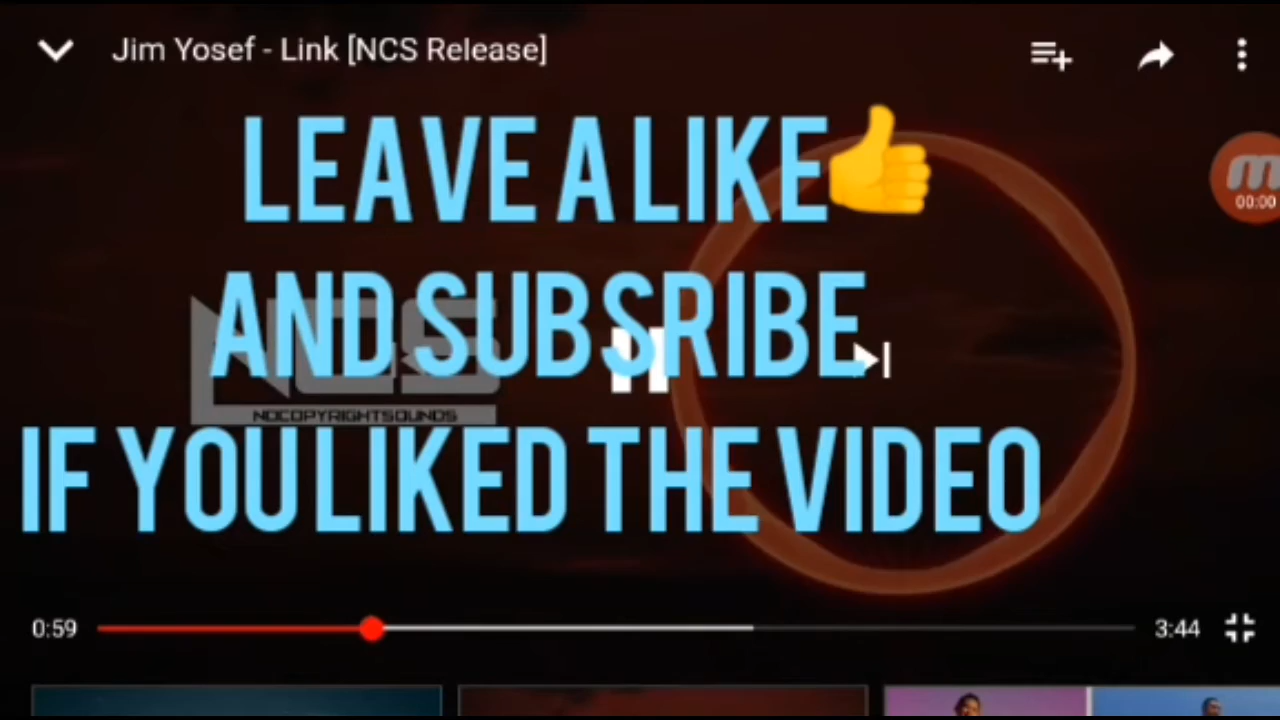 Jim Yosef - Link [NCS Release]
LEAVE A LIKE👍
00:00
AND SUBSRIBE
NCS
NOCOPYRIGHTSOUNDS
IF YOU LIKED THE VIDEO
0:59
3:44